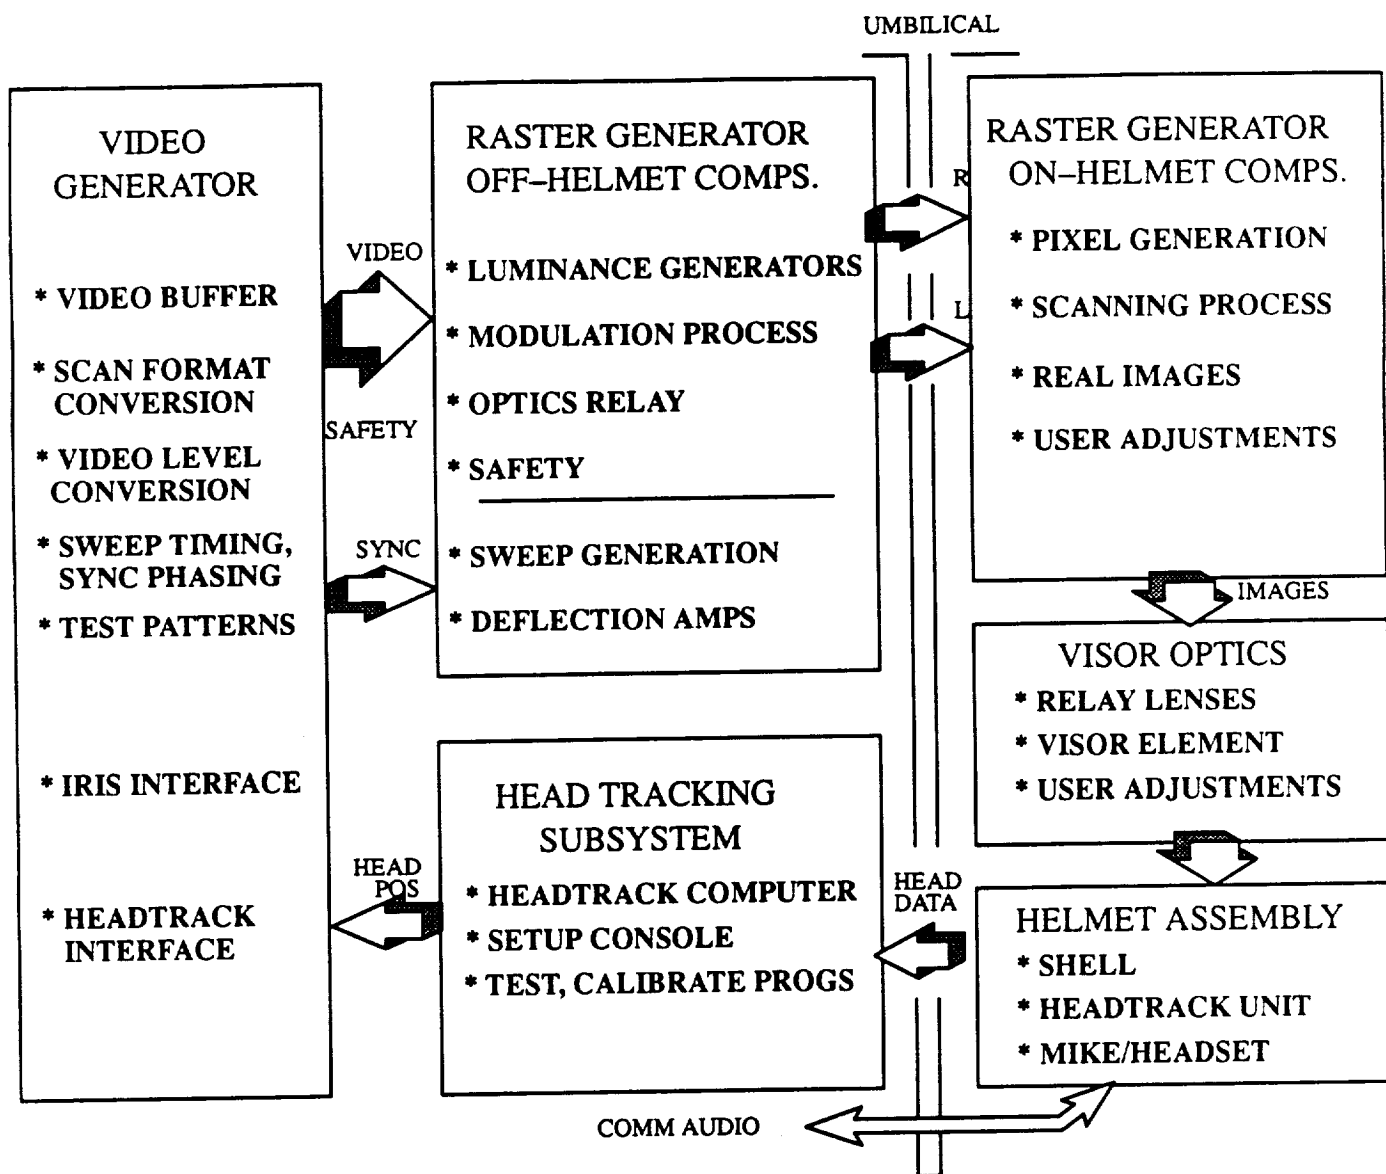 UMBILICAL
VIDEO
GENERATOR
* VIDEO BUFFER
* SCAN FORMAT
CONVERSION
* VIDEO LEVEL
CONVERSION
* SWEEP TIMING,
SYNC PHASING
* TEST PATTERNS
* IRIS INTERFACE
* HEADTRACK
INTERFACE
VIDEO
SAFETY
SYNC
HEAD
POS
RASTER GENERATOR
OFF–HELMET COMPS.
* LUMINANCE GENERATORS
* MODULATION PROCESS
* OPTICS RELAY
* SAFETY
* SWEEP GENERATION
* DEFLECTION AMPS
HEAD TRACKING
SUBSYSTEM
* HEADTRACK COMPUTER
* SETUP CONSOLE
* TEST, CALIBRATE PROGS
R
L
HEAD
DATA
RASTER GENERATOR
ON–HELMET COMPS.
* PIXEL GENERATION
* SCANNING PROCESS
* REAL IMAGES
* USER ADJUSTMENTS
IMAGES
VISOR OPTICS
* RELAY LENSES
* VISOR ELEMENT
* USER ADJUSTMENTS
HELMET ASSEMBLY
* SHELL
* HEADTRACK UNIT
* MIKE/HEADSET
COMM AUDIO